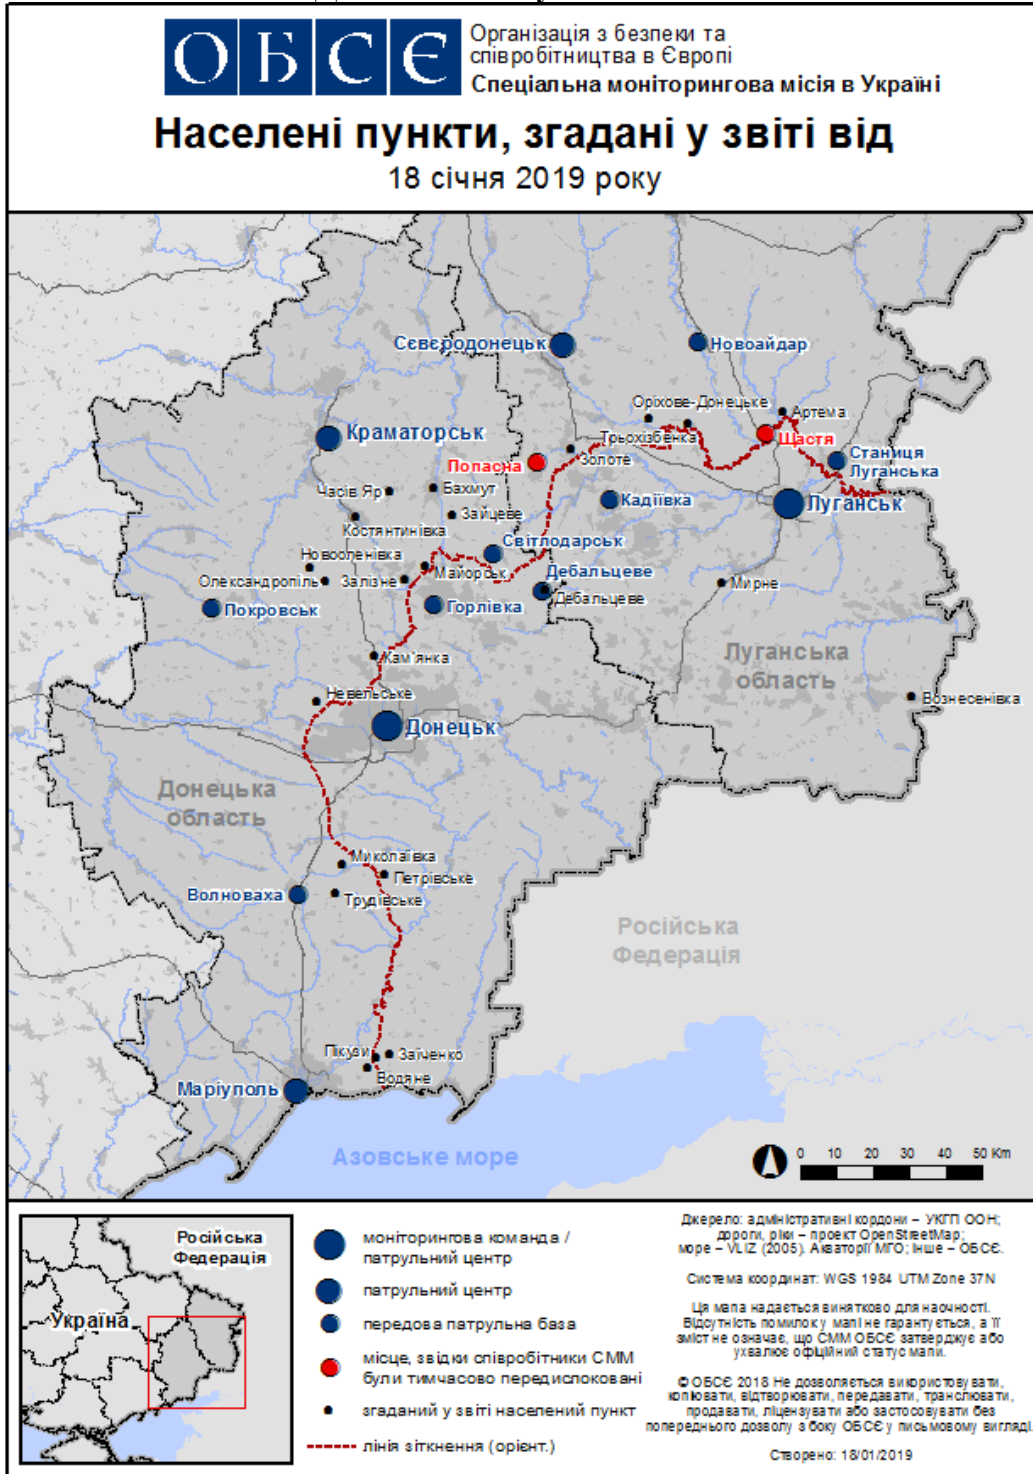 ОБСЄ
Організація з безпеки та
співробітництва в Європі
Спеціальна моніторингова місія в Україні
Населені пункти, згадані у звіті від
18 січня 2019 року
Сєвєродонецьк
Новоайдар
Оріхове-Донецьке
Артема
Краматорськ
Трьохізбенка
Щастя
Попасна
Золоте
Станиця
Луганська
Часів Яр
Бахмут
Кадіївка
Луганськ
Зайцеве
Костянтинівка
Світлодарськ
Новооленівка
Майорськ
Дебальцеве
Олександропіль
Залізне
Мирне
Дебальцеве
Покровськ
Горлівка
Кам'янка
Луганська
область
Невельське
Вознесенівка
Донецьк
Донецька
область
Миколаївка
Петрівське
Волноваха
Трудівське
Російська
Федерація
Пікузи
Заїченко
Водяне
Маріуполь
Азовське море
0 10 20 30 40 50 Km
Російська
Федерація
Україна
моніторингова команда /
патрульний центр
патрульний центр
передова патрульна база
місце, звідки співробітники СММ
були тимчасово передислоковані
згаданий у звіті населений пункт
лінія зіткнення (орієнт.)
Джерело: адміністративні кордони – УКГП ООН;
дороги, ріки – проект OpenStreetMap;
море – VLIZ (2005). Акваторії МГО; інше – ОБСЄ.
Система координат: WGS 1984 UTM Zone 37N
Ця мапа надається винятково для наочності.
Відсутність помилок у мапі не гарантується, а її
зміст не означає, що СММ ОБСЄ затверджує або
ухвалює офіційний статус мапи.
© ОБСЄ 2018 Не дозволяється використовувати,
копіювати, відтворювати, передавати, транслювати,
продавати, ліцензувати або застосовувати без
попереднього дозволу з боку ОБСЄ у письмовому вигляді.
Створено: 18/01/2019